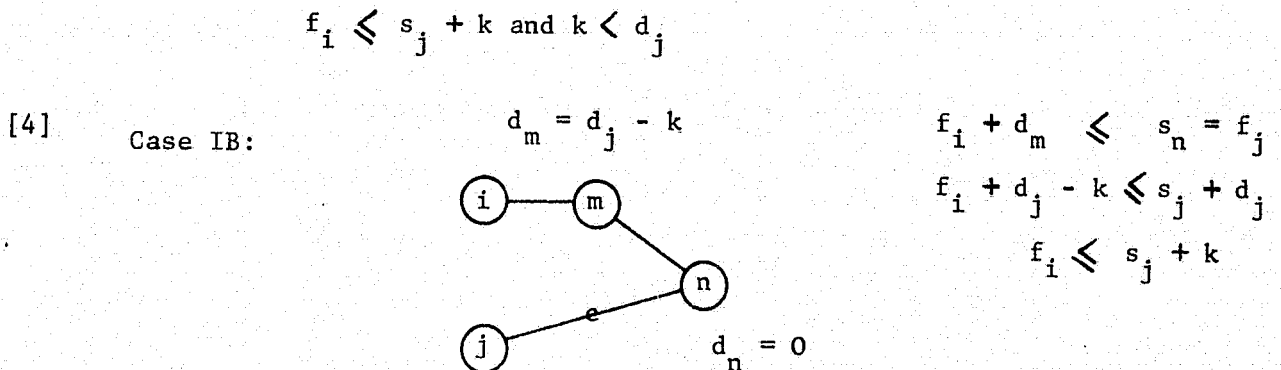 f_i ≤ s_j + k and k < d_j
[4] Case IB: d_m = d_j - k
f_i + d_m ≤ s_n = f_j
f_i + d_j - k ≤ s_j + d_j
f_i ≤ s_j + k
i m
n
e
j
d_n = 0